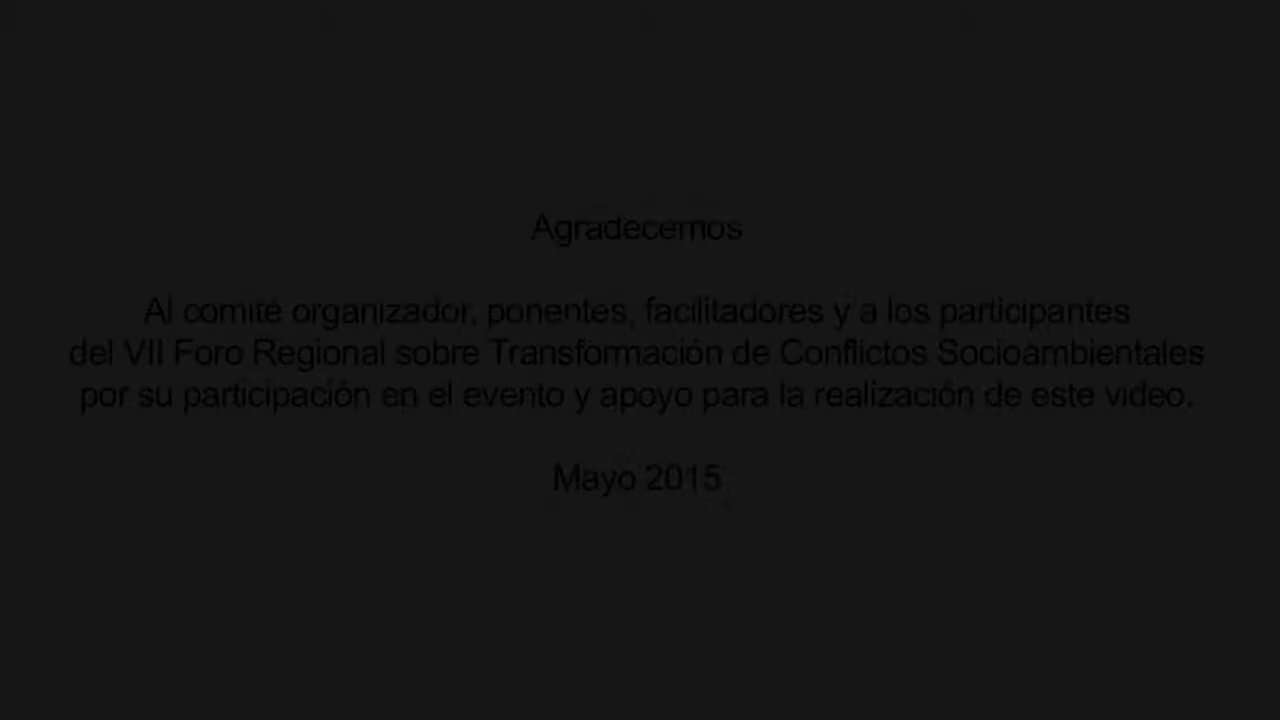 Agradecemos
Al comité organizador, ponentes, facilitadores y a los participantes
del VII Foro Regional sobre Transformación de Conflictos Socioambientales
por su participación en el evento y apoyo para la realización de este video.
Mayo 2015